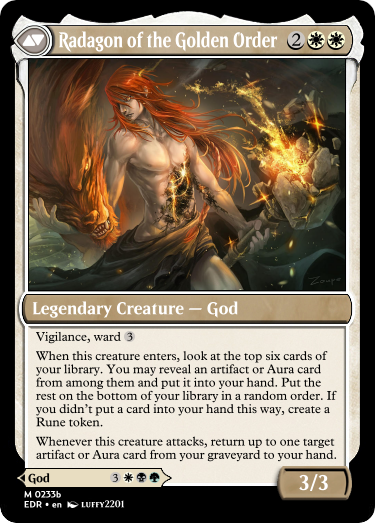 Radagon of the Golden Order 2
Legendary Creature — God
Vigilance, ward 3
When this creature enters, look at the top six cards of
your library. You may reveal an artifact or Aura card
from among them and put it into your hand. Put the
rest on the bottom of your library in a random order. If
you didn't put a card into your hand this way, create a
Rune token.
Whenever this creature attacks, return up to one target
artifact or Aura card from your graveyard to your hand.
God 3
3/3
M 0233b
EDR • en LUFFY2201